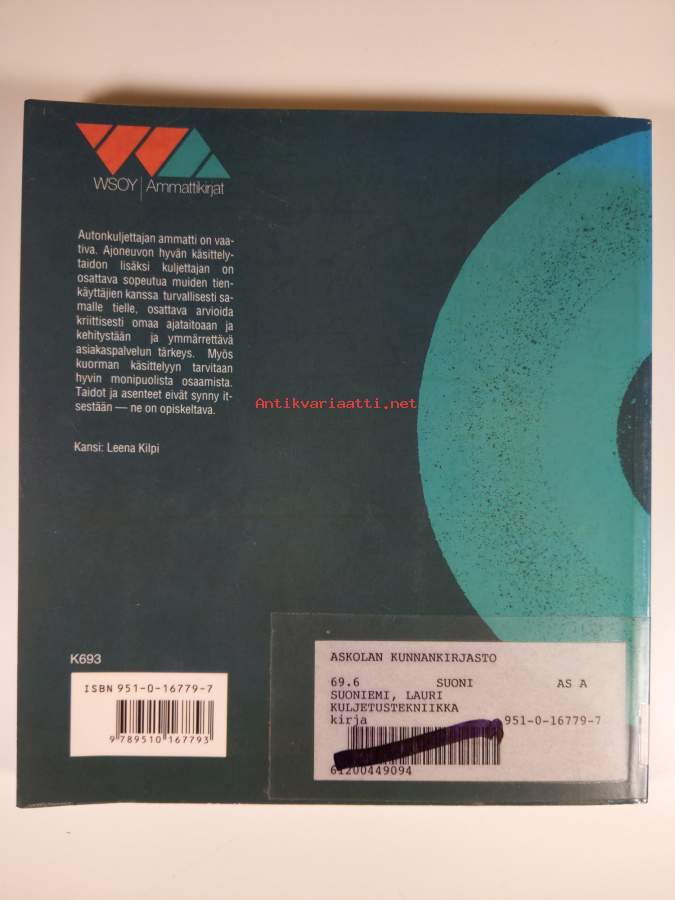 WSOY | Ammattikirjat
Autonkuljettajan ammatti on vaa-
tiva. Ajoneuvon hyvän käsittely-
taidon lisäksi kuljettajan on
osattava sopeutua muiden tien-
käyttäjien kanssa turvallisesti sa-
malle tielle, osattava arvioida
kriittisesti omaa ajataitoaan ja
kehitystään ja ymmärrettävä
asiakaspalvelun tärkeys. Myös
kuorman käsittelyyn tarvitaan
hyvin monipuolista osaamista.
Taidot ja asenteet eivät synny it-
sestään — ne on opiskeltava.
Antikvariaatti.net
Kansi: Leena Kilpi
K693
ISBN 951-0-16779-7
9 789510 167793
ASKOLAN KUNNANKIRJASTO
69.6 SUONI AS A
SUONIEMI, LAURI
KULJETUSTEKNIIKKA
kirja 951-0-16779-7
61200449094